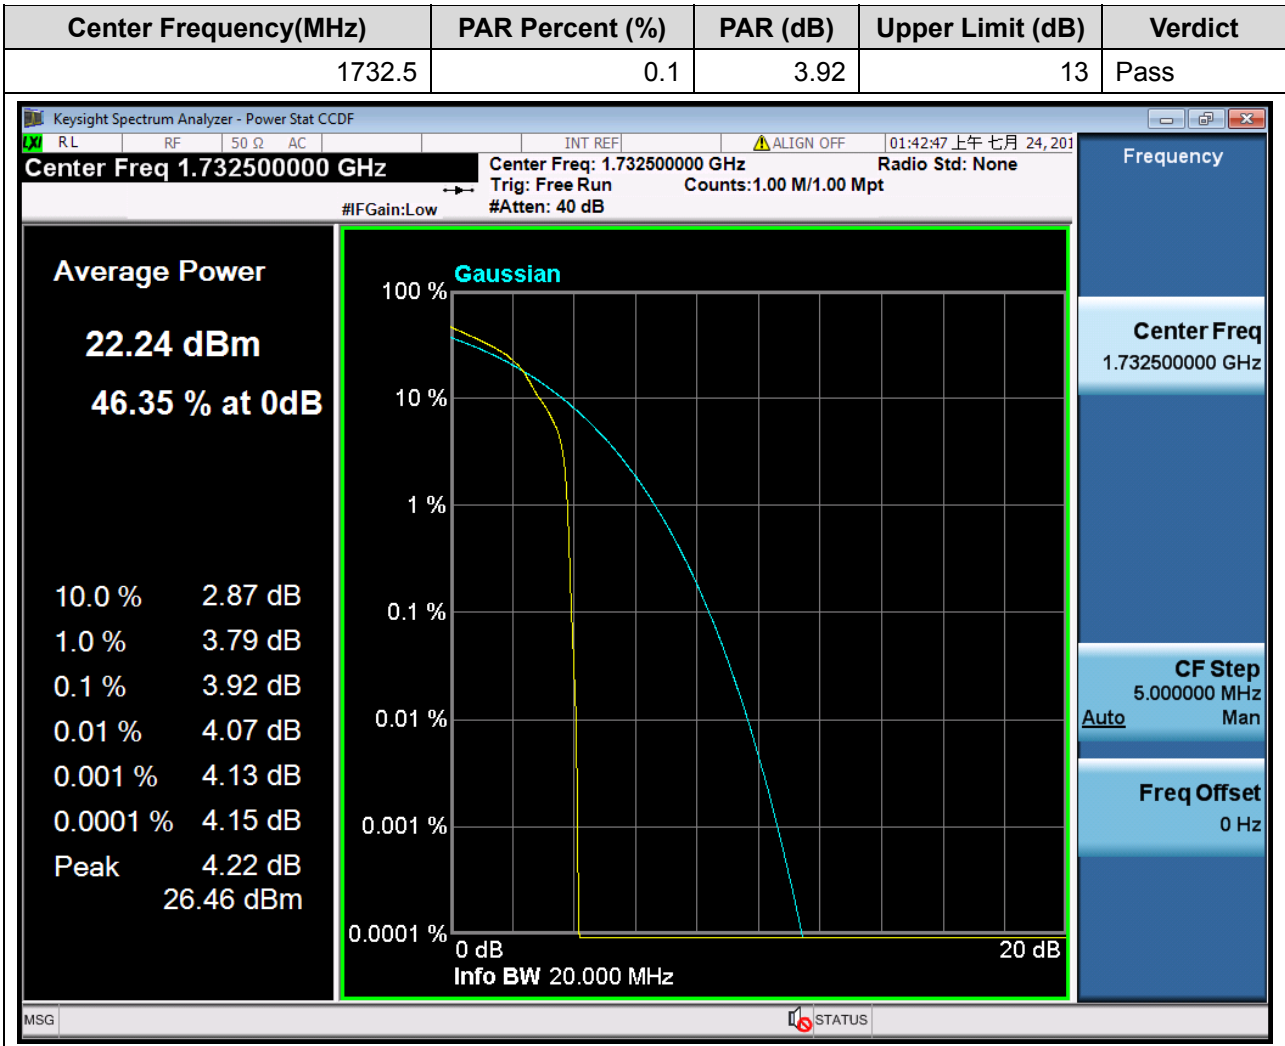 Center Frequency(MHz) PAR Percent (%) PAR (dB) Upper Limit (dB) Verdict
1732.5 0.1 3.92 13 Pass
Keysight Spectrum Analyzer - Power Stat CCDF
LXI RL RF 50 Ω AC INT REF ALIGN OFF 01:42:47 上午 七月 24, 201
Center Freq 1.732500000 GHz
Center Freq: 1.732500000 GHz Radio Std: None
Trig: Free Run Counts:1.00 M/1.00 Mpt
#IFGain:Low #Atten: 40 dB
Average Power
22.24 dBm
46.35 % at 0dB
10.0 % 2.87 dB
1.0 % 3.79 dB
0.1 % 3.92 dB
0.01 % 4.07 dB
0.001 % 4.13 dB
0.0001 % 4.15 dB
Peak 4.22 dB
26.46 dBm
Gaussian
100 %
10 %
1 %
0.1 %
0.01 %
0.001 %
0.0001 %
0 dB 20 dB
Info BW 20.000 MHz
Frequency
Center Freq
1.732500000 GHz
CF Step
5.000000 MHz
Auto Man
Freq Offset
0 Hz
MSG STATUS